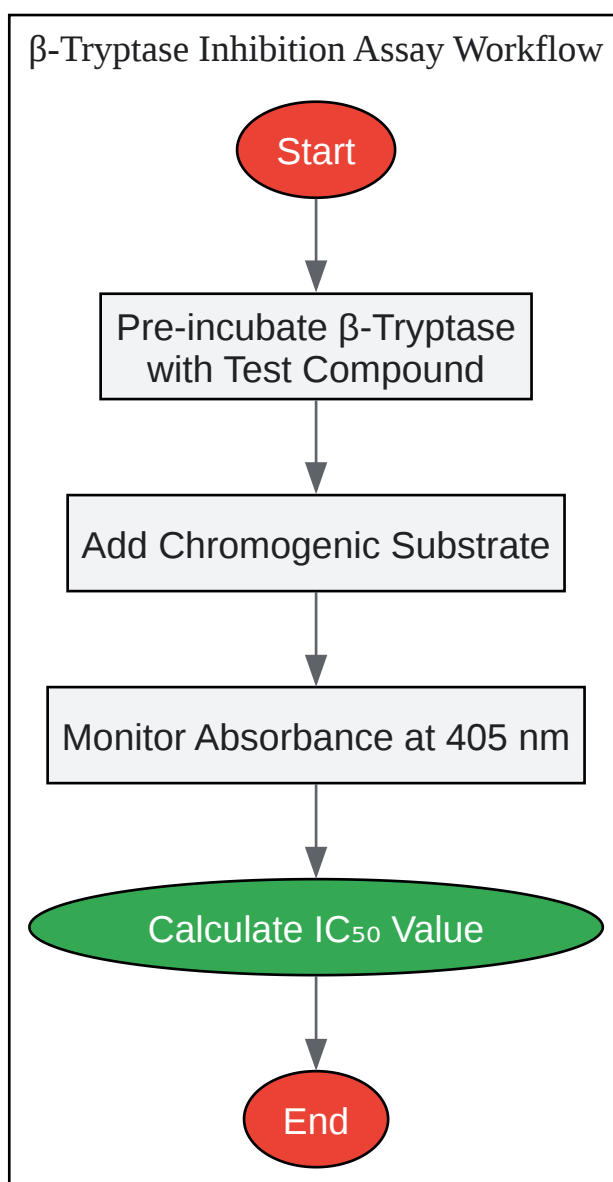 β-Tryptase Inhibition Assay Workflow
Start
Pre-incubate β-Tryptase
with Test Compound
Add Chromogenic Substrate
Monitor Absorbance at 405 nm
Calculate IC₅₀ Value
End